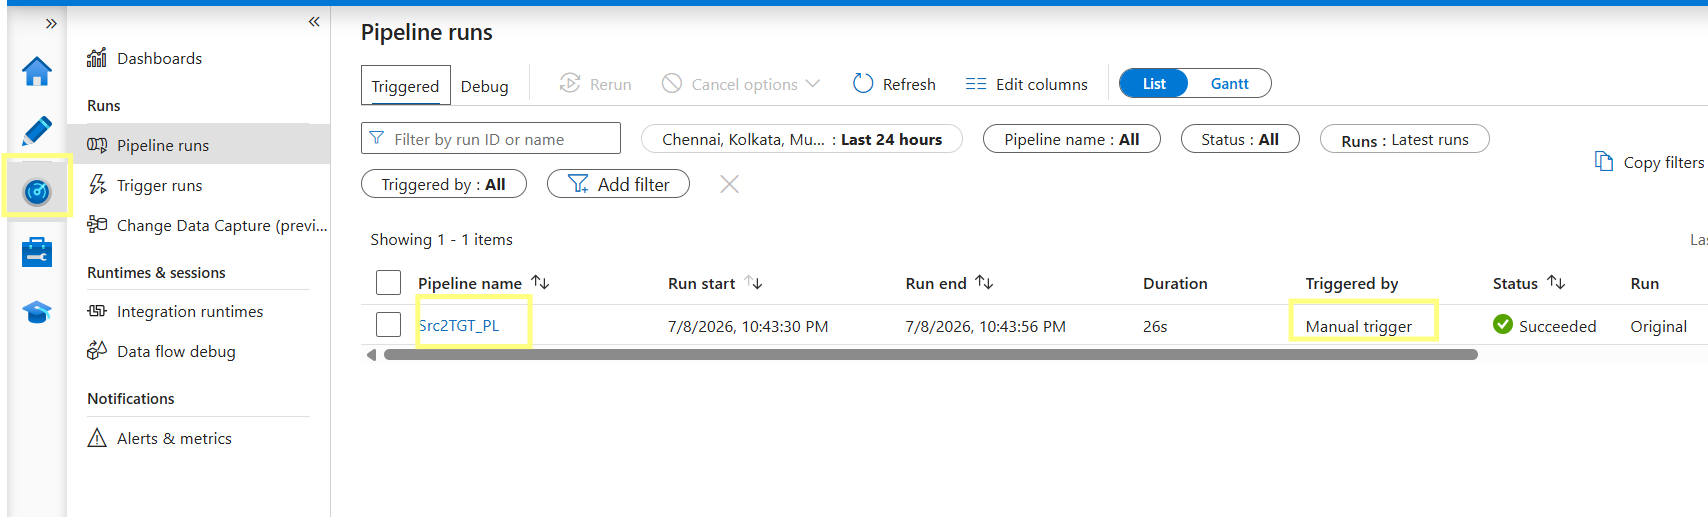 Pipeline runs
Dashboards
Triggered
Debug
Rerun
Cancel options
Refresh
Edit columns
List
Gantt
Runs
Pipeline runs
Filter by run ID or name
Chennai, Kolkata, Mu... : Last 24 hours
Pipeline name : All
Status : All
Runs : Latest runs
Copy filters
Trigger runs
Triggered by : All
Add filter
Change Data Capture (previ...
Showing 1 - 1 items
Runtimes & sessions
Pipeline name
Run start
Run end
Duration
Triggered by
Status
Run
Integration runtimes
Src2TGT_PL
7/8/2026, 10:43:30 PM
7/8/2026, 10:43:56 PM
26s
Manual trigger
Succeeded
Original
Data flow debug
Notifications
Alerts & metrics